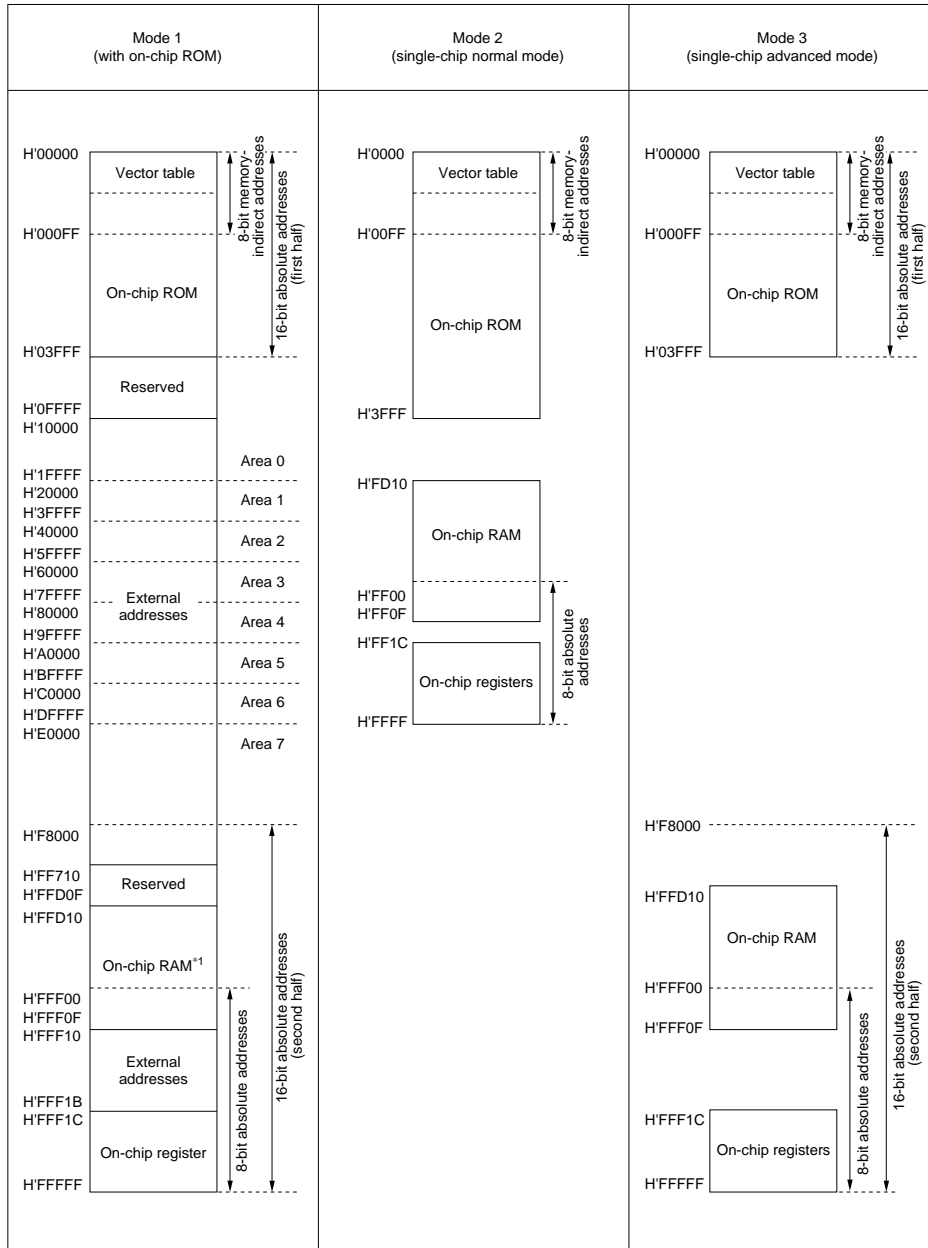 Mode 1
(with on-chip ROM)
Mode 2
(single-chip normal mode)
Mode 3
(single-chip advanced mode)
H'00000
Vector table
H'000FF
On-chip ROM
H'03FFF
Reserved
H'0FFFF
H'10000
Area 0
H'1FFFF
H'20000
Area 1
H'3FFFF
H'40000
Area 2
H'5FFFF
H'60000
Area 3
H'7FFFF
External
addresses
H'80000
Area 4
H'9FFFF
H'A0000
Area 5
H'BFFFF
H'C0000
Area 6
H'DFFFF
H'E0000
Area 7
H'F8000
H'FF710
Reserved
H'FFD0F
H'FFD10
On-chip RAM*1
H'FFF00
H'FFF0F
H'FFF10
External
addresses
H'FFF1B
H'FFF1C
On-chip register
H'FFFFF
8-bit memory-
indirect addresses
16-bit absolute addresses
(first half)
8-bit absolute addresses
16-bit absolute addresses
(second half)
H'0000
Vector table
H'00FF
On-chip ROM
H'3FFF
H'FD10
On-chip RAM
H'FF00
H'FF0F
H'FF1C
On-chip registers
H'FFFF
8-bit memory-
indirect addresses
8-bit absolute
addresses
H'00000
Vector table
H'000FF
On-chip ROM
H'03FFF
H'F8000
H'FFD10
On-chip RAM
H'FFF00
H'FFF0F
H'FFF1C
On-chip registers
H'FFFFF
8-bit memory-
indirect addresses
16-bit absolute addresses
(first half)
8-bit absolute addresses
16-bit absolute addresses
(second half)